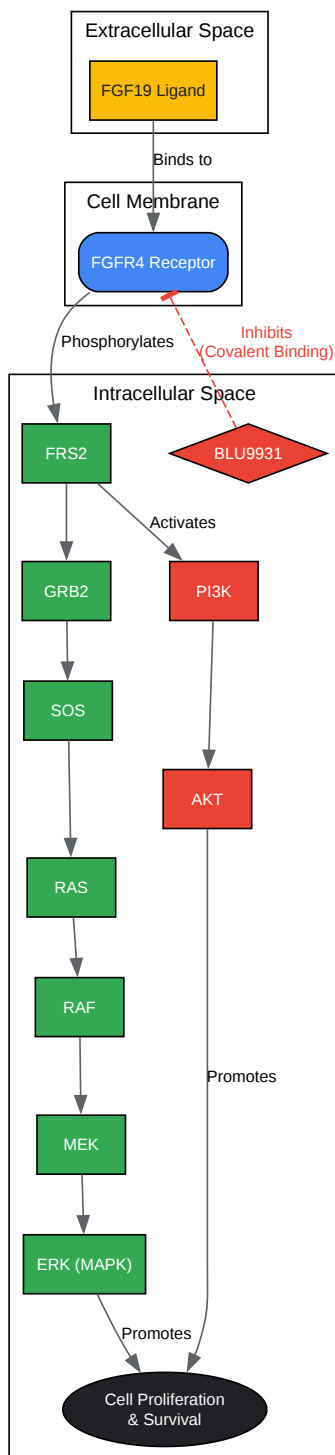 Extracellular Space
FGF19 Ligand
Binds to
Cell Membrane
FGFR4 Receptor
Phosphorylates
Inhibits
(Covalent Binding)
Intracellular Space
FRS2
BLU9931
Activates
GRB2
PI3K
SOS
AKT
RAS
RAF
Promotes
MEK
ERK (MAPK)
Promotes
Cell Proliferation
& Survival